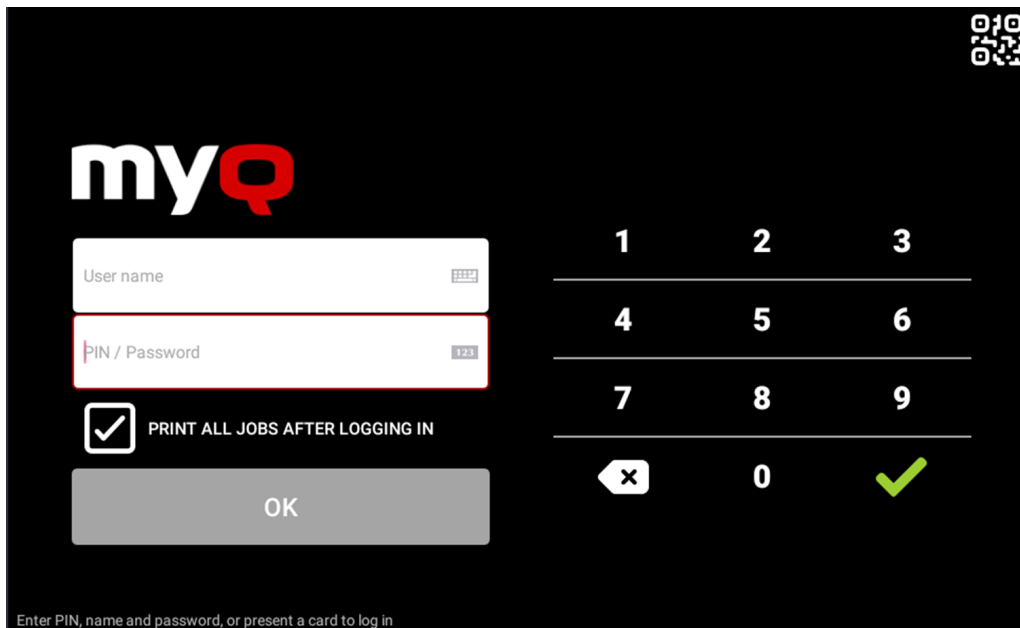 myQ
User name
PIN / Password
123
PRINT ALL JOBS AFTER LOGGING IN
OK
1 2 3
4 5 6
7 8 9
0
Enter PIN, name and password, or present a card to log in